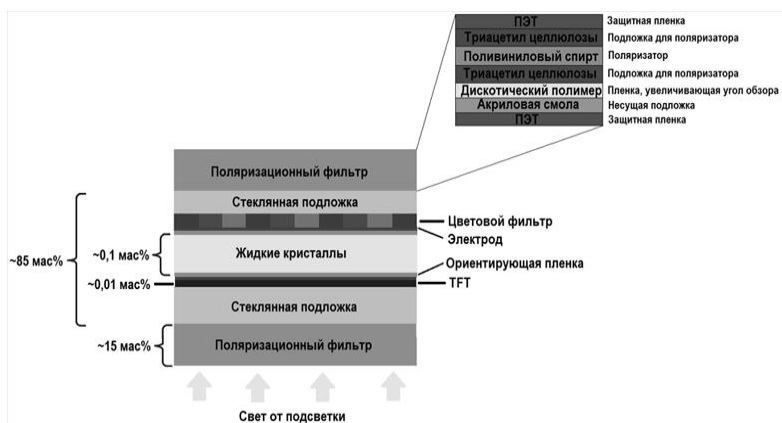 ПЭТ Защитная пленка
Триацетил целлюлозы Подложка для поляризатора
Поливиниловый спирт Поляризатор
Триацетил целлюлозы Подложка для поляризатора
Дискотический полимер Пленка, увеличивающая угол обзора
Акриловая смола Несущая подложка
ПЭТ Защитная пленка
Поляризационный фильтр
Стеклянная подложка
Цветовой фильтр
Электрод
~85 мас%
~0,1 мас%
Жидкие кристаллы
Ориентирующая пленка
~0,01 мас%
TFT
Стеклянная подложка
~15 мас%
Поляризационный фильтр
Свет от подсветки